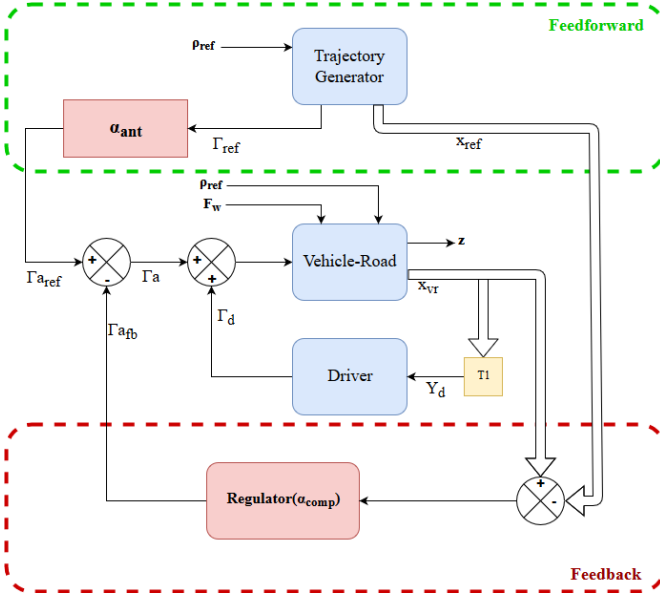 Feedforward
ρref
Trajectory
Generator
αant
Γref
xref
ρref
Fw
z
+
-
+
+
Γaref
Γa
Vehicle-Road
xvr
Γafb
Γd
Driver
Yd
T1
+
-
Regulator(αcomp)
Feedback